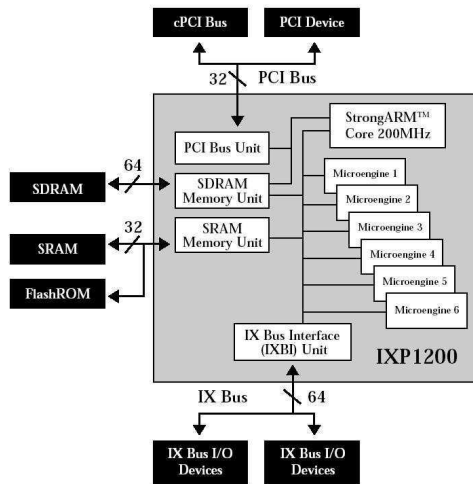 cPCI Bus
PCI Device
32
PCI Bus
StrongARM™
Core 200MHz
PCI Bus Unit
64
SDRAM
SDRAM
Memory Unit
Microengine 1
Microengine 2
32
SRAM
SRAM
Memory Unit
Microengine 3
Microengine 4
FlashROM
Microengine 5
Microengine 6
IX Bus Interface
(IXBI) Unit
IXP1200
IX Bus
64
IX Bus I/O
Devices
IX Bus I/O
Devices